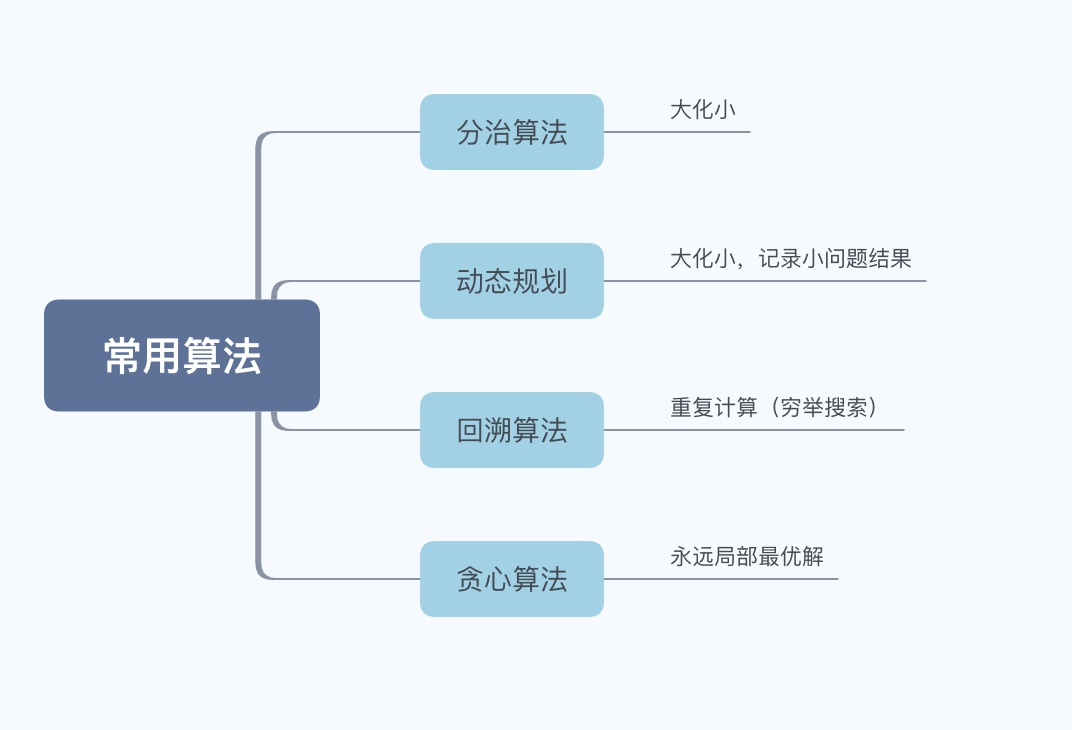 常用算法
分治算法
大化小
动态规划
大化小，记录小问题结果
回溯算法
重复计算（穷举搜索）
贪心算法
永远局部最优解